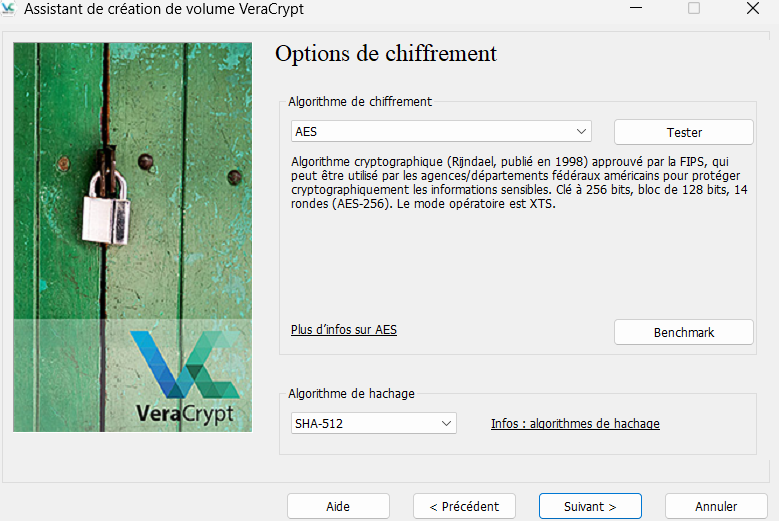 Assistant de création de volume VeraCrypt
Options de chiffrement
Algorithme de chiffrement
AES
Tester
Algorithme cryptographique (Rijndael, publié en 1998) approuvé par la FIPS, qui
peut être utilisé par les agences/départements fédéraux américains pour protéger
cryptographiquement les informations sensibles. Clé à 256 bits, bloc de 128 bits, 14
rondes (AES-256). Le mode opératoire est XTS.
Plus d'infos sur AES
Benchmark
VeraCrypt
Algorithme de hachage
SHA-512
Infos : algorithmes de hachage
Aide
< Précédent
Suivant >
Annuler